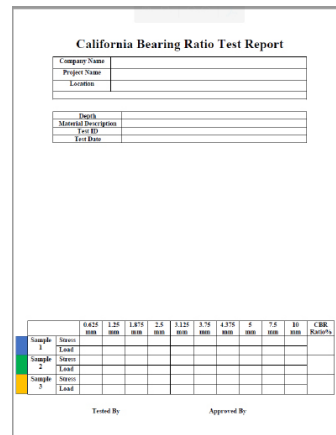 California Bearing Ratio Test Report
Company Name
Project Name
Location
Depth
Material Description
Test ID
Test Date
0.625 mm 1.25 mm 1.875 mm 2.5 mm 3.125 mm 3.75 mm 4.375 mm 5 mm 7.5 mm 10 mm CBR Ratio%
Sample 1 Stress
Load
Sample 2 Stress
Load
Sample 3 Stress
Load
Tested By Approved By